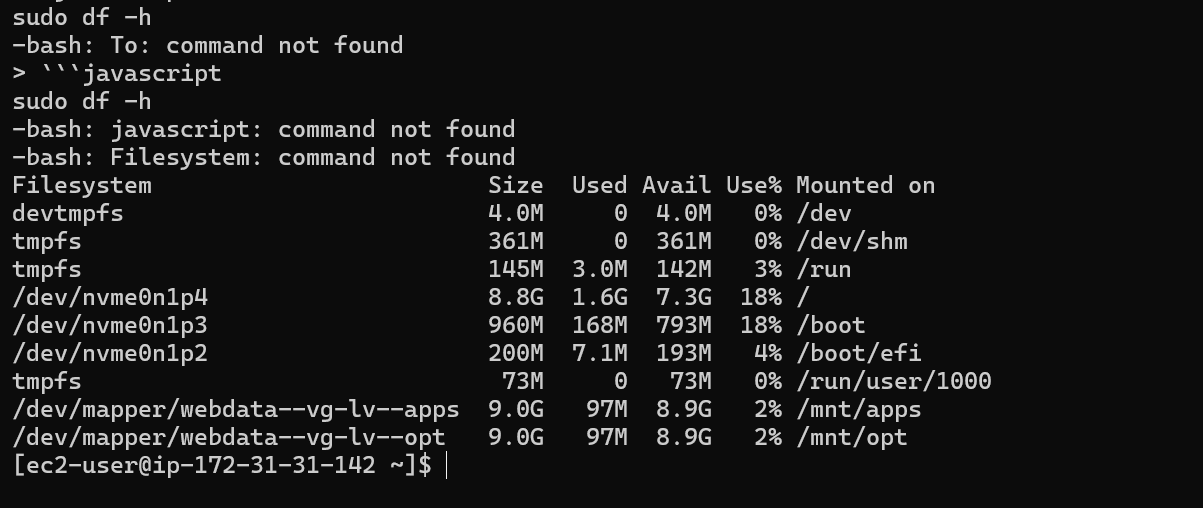 sudo df -h
-bash: To: command not found
> ```javascript
sudo df -h
-bash: javascript: command not found
-bash: Filesystem: command not found
Filesystem                        Size  Used Avail Use% Mounted on
devtmpfs                          4.0M     0  4.0M   0% /dev
tmpfs                             361M     0  361M   0% /dev/shm
tmpfs                             145M  3.0M  142M   3% /run
/dev/nvme0n1p4                    8.8G  1.6G  7.3G  18% /
/dev/nvme0n1p3                    960M  168M  793M  18% /boot
/dev/nvme0n1p2                    200M  7.1M  193M   4% /boot/efi
tmpfs                              73M     0   73M   0% /run/user/1000
/dev/mapper/webdata--vg-lv--apps  9.0G   97M  8.9G   2% /mnt/apps
/dev/mapper/webdata--vg-lv--opt   9.0G   97M  8.9G   2% /mnt/opt
[ec2-user@ip-172-31-31-142 ~]$